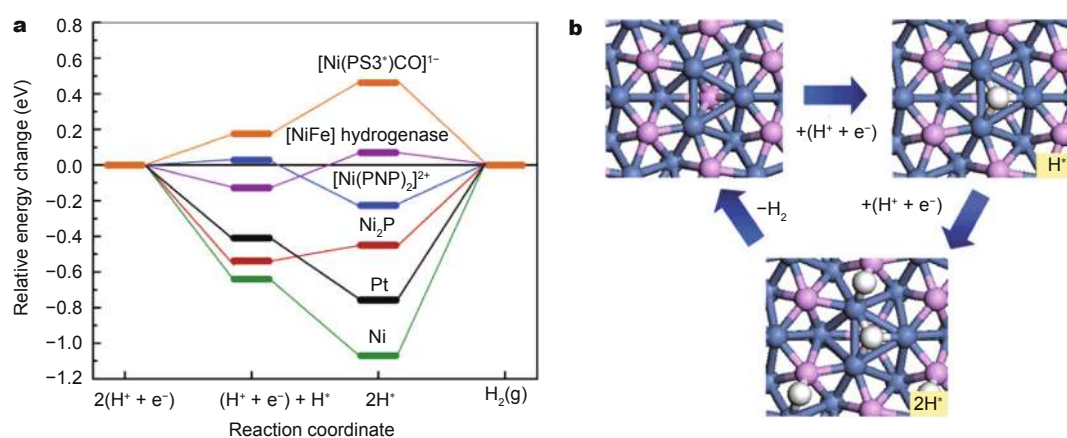 a
0.8
0.6
0.4
0.2
0.0
−0.2
−0.4
−0.6
−0.8
−1.0
−1.2
Relative energy change (eV)
[Ni(PS3*)CO]¹⁻
[NiFe] hydrogenase
[Ni(PNP)₂]²⁺
Ni₂P
Pt
Ni
2(H⁺ + e⁻)
(H⁺ + e⁻) + H*
2H*
H₂(g)
Reaction coordinate
b
+(H⁺ + e⁻)
H*
+(H⁺ + e⁻)
−H₂
2H*